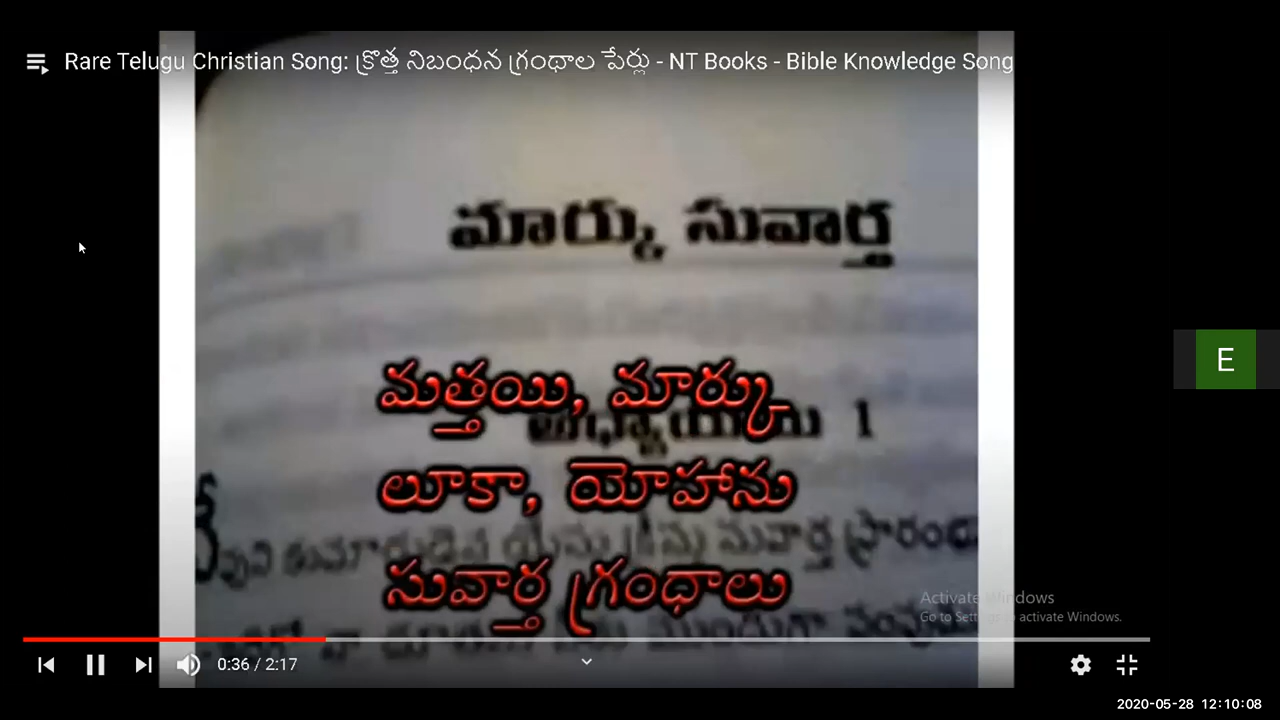 Rare Telugu Christian Song: క్రొత్త నిబంధన గ్రంథాల పేర్లు - NT Books - Bible Knowledge Song
మార్కు సువార్త
మత్తయి, మార్కు
1
లూకా, యోహాను
సువార్త గ్రంథాలు
E
Activate Windows
Go to Settings to activate Windows.
0:36 / 2:17
2020-05-28 12:10:08